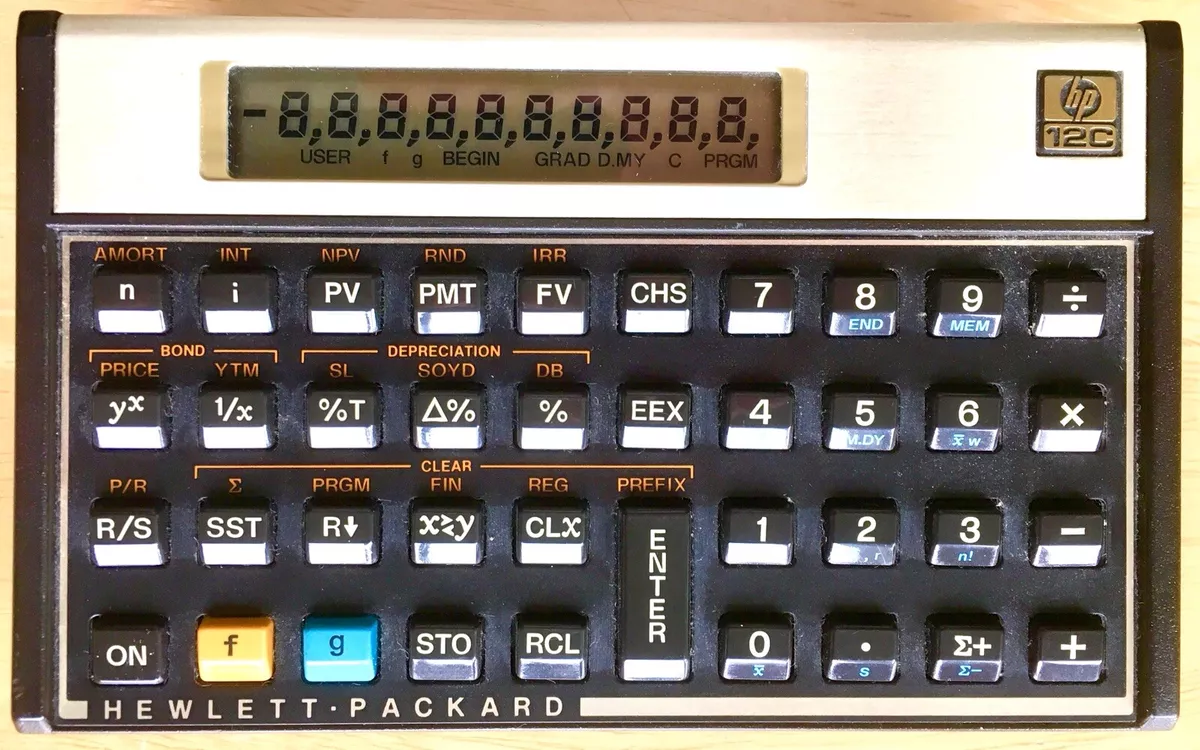 -8,8,8,8,8,8,8,8,8,8,
USER f g BEGIN GRAD D.MY C PRGM
hp
12C
AMORT INT NPV RND IRR
n i PV PMT FV CHS 7 8 9 ÷
END MEM
BOND DEPRECIATION
PRICE YTM SL SOYD DB
yx 1/x %T Δ% % EEX 4 5 6 ×
M.DY x̅ w
CLEAR
P/R Σ PRGM FIN REG PREFIX
R/S SST R↓ x≷y CLx ENTER 1 2 3 −
n!
ON f g STO RCL 0 • Σ+ +
x̅ s Σ−
HEWLETT·PACKARD